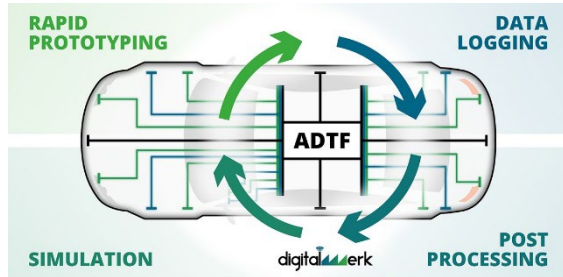 RAPID
PROTOTYPING
DATA
LOGGING
ADTF
SIMULATION
digitalwerk
POST
PROCESSING